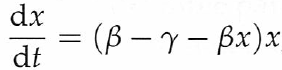 dx/dt = (β − γ − βx)x